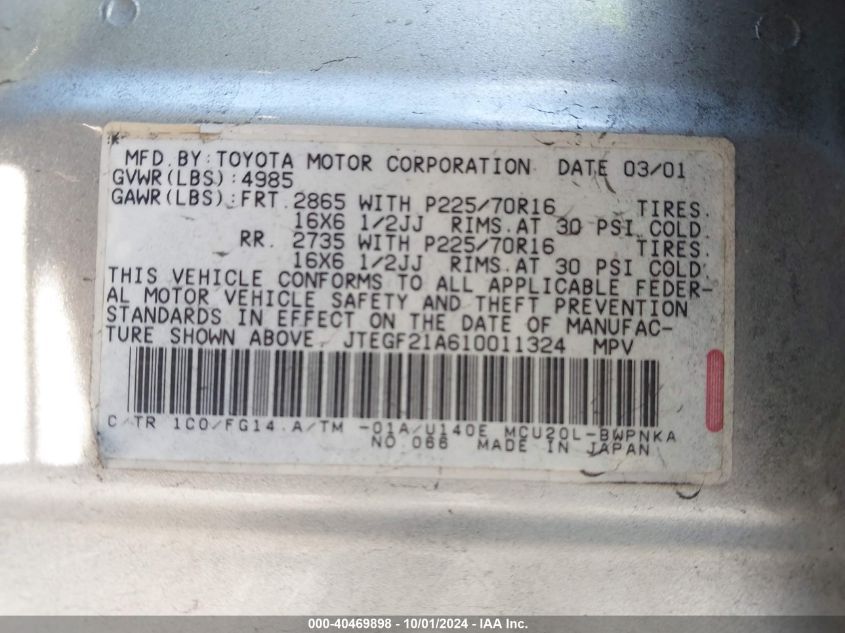 MFD.BY:TOYOTA MOTOR CORPORATION DATE 03/01
GVWR(LBS):4985
GAWR(LBS):FRT. 2865 WITH P225/70R16 TIRES.
16X6 1/2JJ RIMS.AT 30 PSI COLD.
RR. 2735 WITH P225/70R16 TIRES.
16X6 1/2JJ RIMS.AT 30 PSI COLD.
THIS VEHICLE CONFORMS TO ALL APPLICABLE FEDER-
AL MOTOR VEHICLE SAFETY AND THEFT PREVENTION
STANDARDS IN EFFECT ON THE DATE OF MANUFAC-
TURE SHOWN ABOVE. JTEGF21A610011324 MPV
C/TR 1C0/FG14.A/TM -01A/U140E MCU20L-BWPNKA
NO.066 MADE IN JAPAN
000-40469898 - 10/01/2024 - IAA Inc.